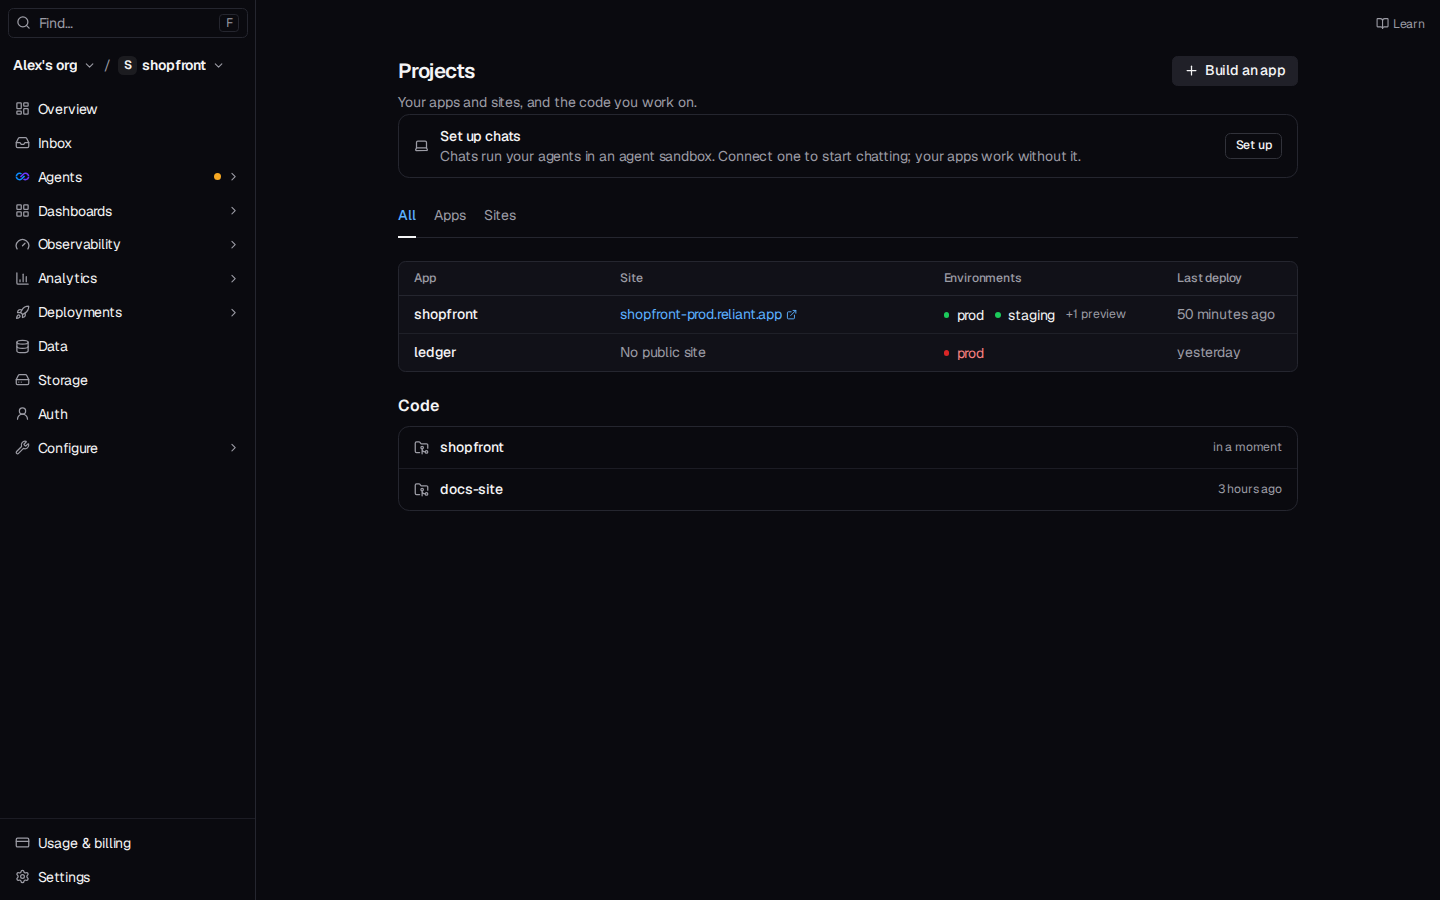 Find...
F
Learn
Alex's org / S shopfront
Overview
Inbox
Agents
Dashboards
Observability
Analytics
Deployments
Data
Storage
Auth
Configure
Usage & billing
Settings
Projects
Build an app
Your apps and sites, and the code you work on.
Set up chats
Chats run your agents in an agent sandbox. Connect one to start chatting; your apps work without it.
Set up
All Apps Sites
App Site Environments Last deploy
shopfront shopfront-prod.reliant.app prod staging +1 preview 50 minutes ago
ledger No public site prod yesterday
Code
shopfront in a moment
docs-site 3 hours ago